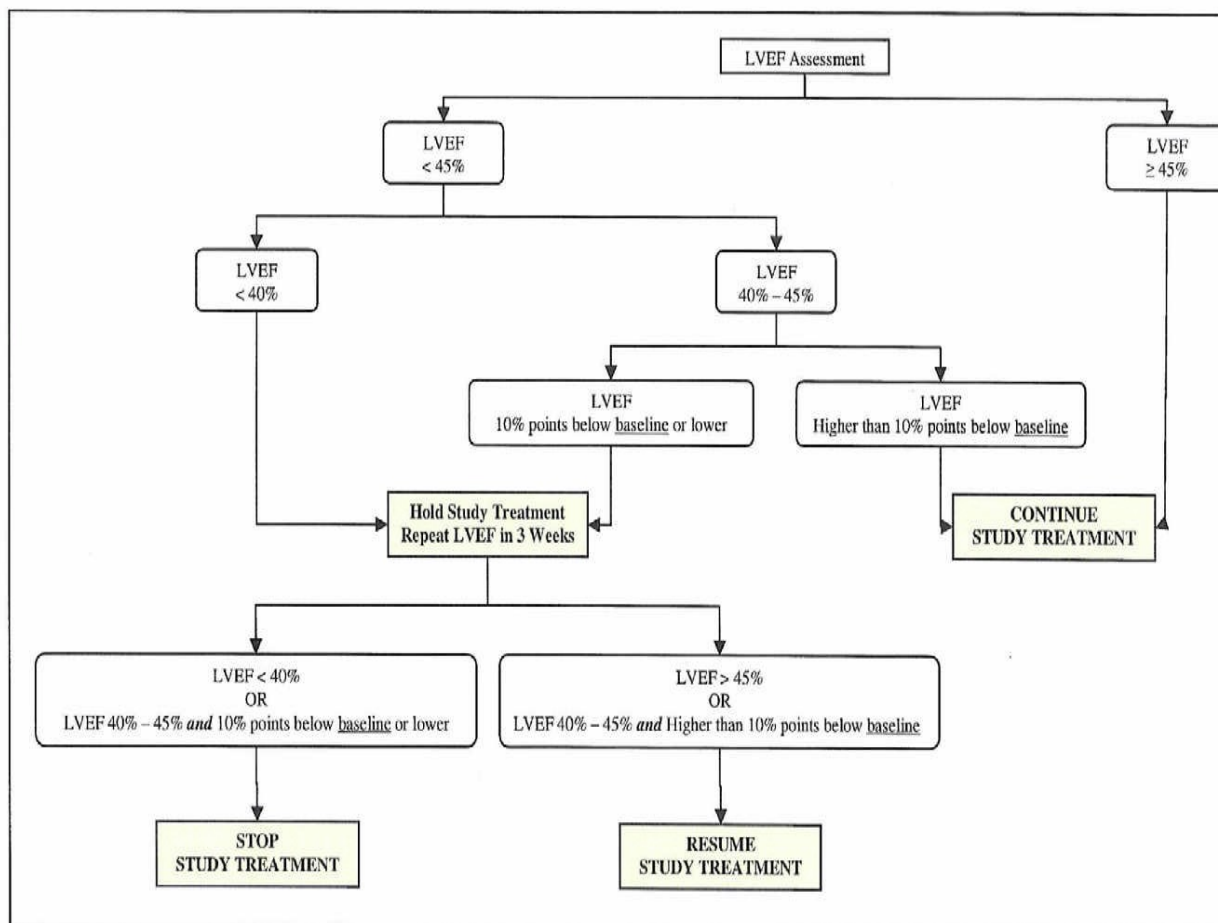 LVEF Assessment
LVEF
< 45%
LVEF
≥ 45%
LVEF
< 40%
LVEF
40% – 45%
LVEF
10% points below baseline or lower
LVEF
Higher than 10% points below baseline
Hold Study Treatment
Repeat LVEF in 3 Weeks
CONTINUE
STUDY TREATMENT
LVEF < 40%
OR
LVEF 40% – 45% and 10% points below baseline or lower
LVEF > 45%
OR
LVEF 40% – 45% and Higher than 10% points below baseline
STOP
STUDY TREATMENT
RESUME
STUDY TREATMENT